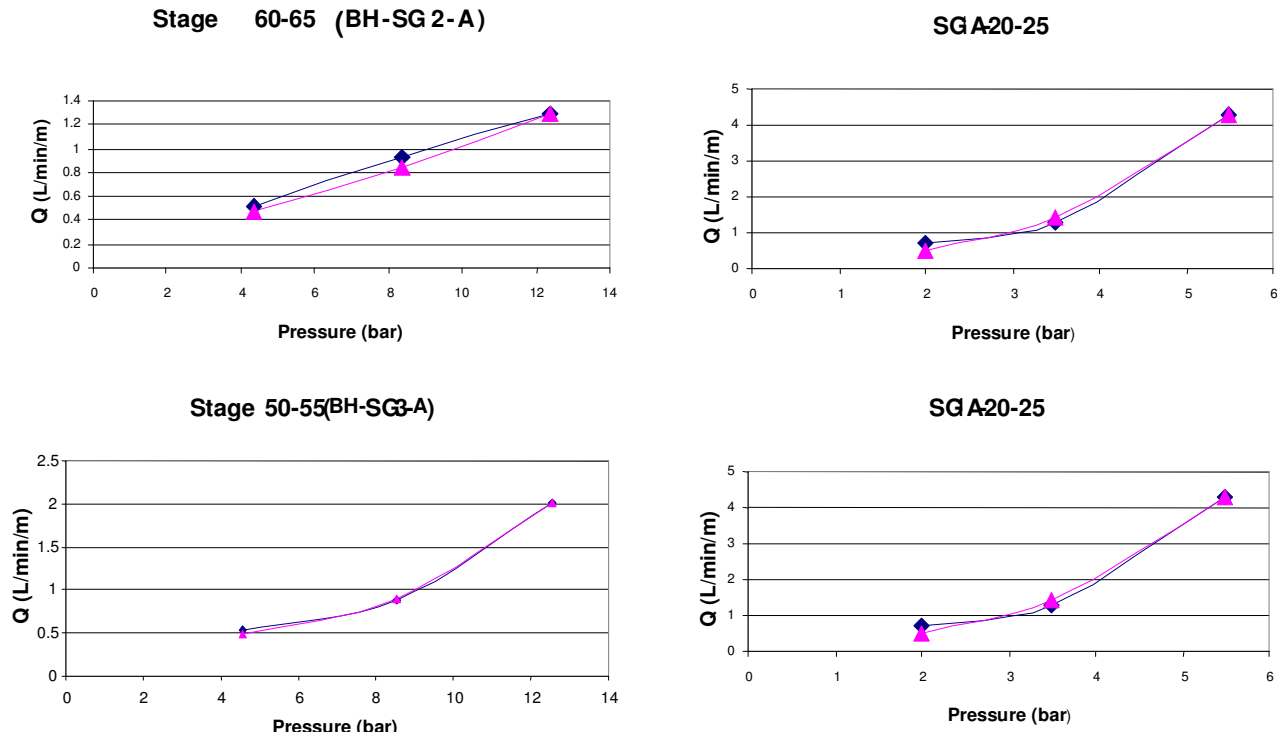 Stage 60-65 (BH-SG 2-A)
1.4
1.2
1
0.8
0.6
0.4
0.2
0
Q (L/min/m)
0 2 4 6 8 10 12 14
Pressure (bar)
SG1A-20-25
5
4
3
2
1
0
Q (L/min/m)
0 1 2 3 4 5 6
Pressure (bar)
Stage 50-55(BH-SG3-A)
2.5
2
1.5
1
0.5
0
Q (L/min/m)
0 2 4 6 8 10 12 14
Pressure (bar)
SG1A-20-25
5
4
3
2
1
0
Q (L/min/m)
0 1 2 3 4 5 6
Pressure (bar)